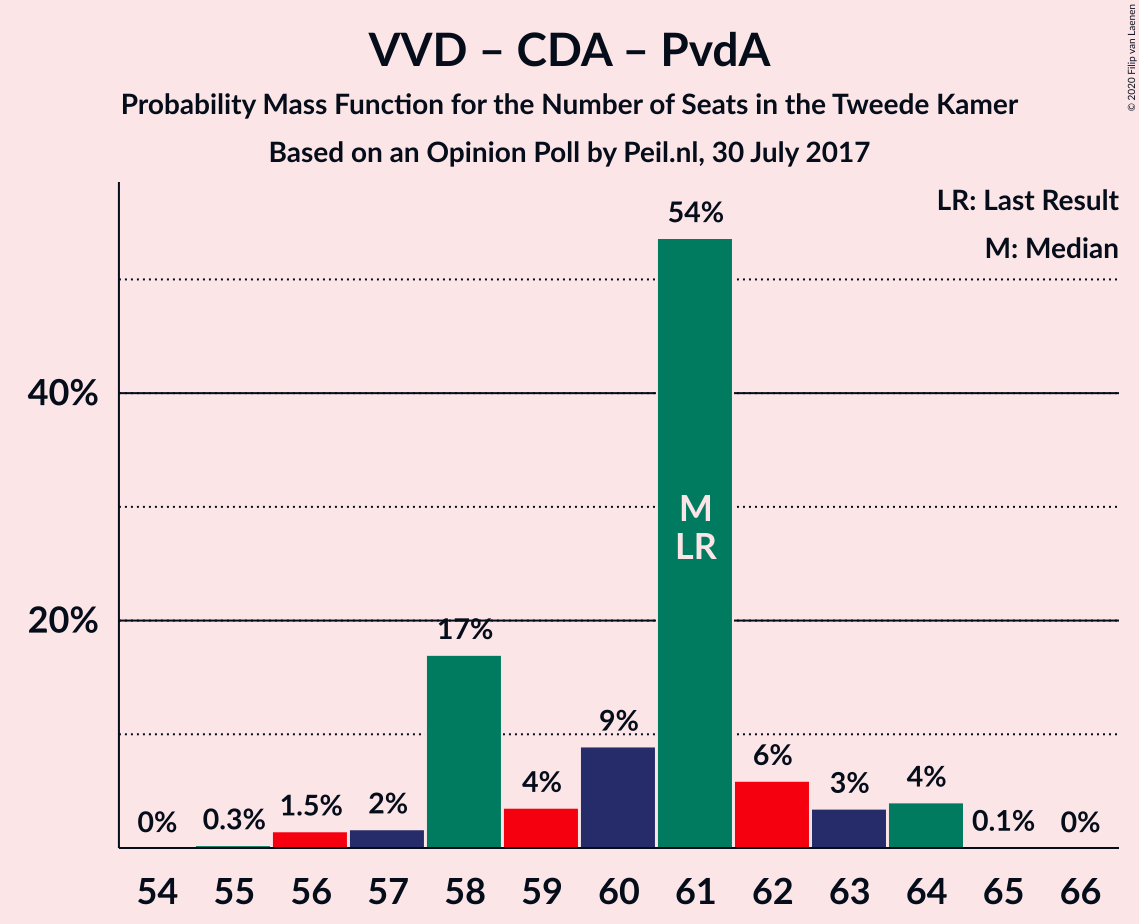 VVD – CDA – PvdA
Probability Mass Function for the Number of Seats in the Tweede Kamer
Based on an Opinion Poll by Peil.nl, 30 July 2017
© 2020 Filip van Laenen
LR: Last Result
M: Median
40%
20%
0%
0.3%
1.5%
2%
17%
4%
9%
54%
6%
3%
4%
0.1%
0%
M
LR
54 55 56 57 58 59 60 61 62 63 64 65 66